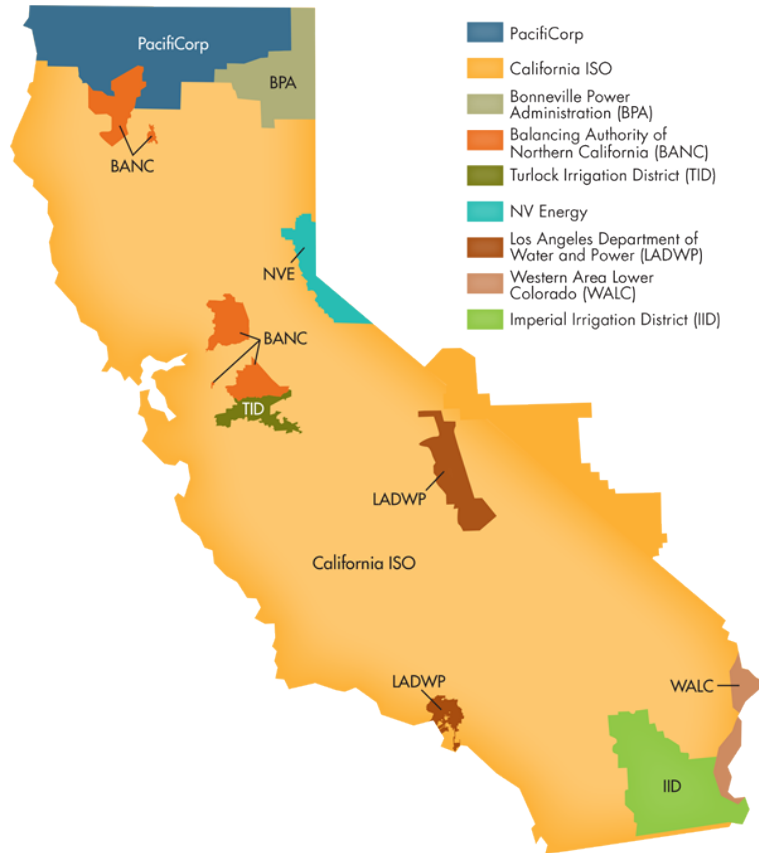 PacifiCorp
BPA
BANC
NVE
BANC
TID
LADWP
California ISO
LADWP
WALC
IID
PacifiCorp
California ISO
Bonneville Power
Administration (BPA)
Balancing Authority of
Northern California (BANC)
Turlock Irrigation District (TID)
NV Energy
Los Angeles Department of
Water and Power (LADWP)
Western Area Lower
Colorado (WALC)
Imperial Irrigation District (IID)